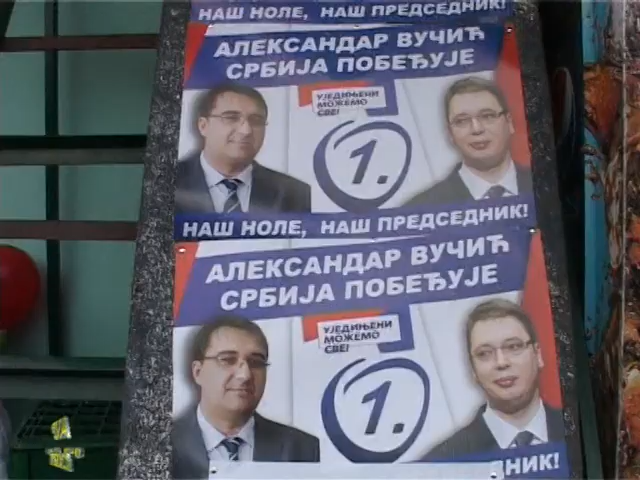 НАШ НОЛЕ, НАШ ПРЕДСЕДНИК!
АЛЕКСАНДАР ВУЧИЋ
СРБИЈА ПОБЕЂУЈЕ
УЈЕДИЊЕНИ
МОЖЕМО
СВЕ!
1.
НАШ НОЛЕ, НАШ ПРЕДСЕДНИК!
АЛЕКСАНДАР ВУЧИЋ
СРБИЈА ПОБЕЂУЈЕ
УЈЕДИЊЕНИ
МОЖЕМО
СВЕ!
1.
ДНИК!